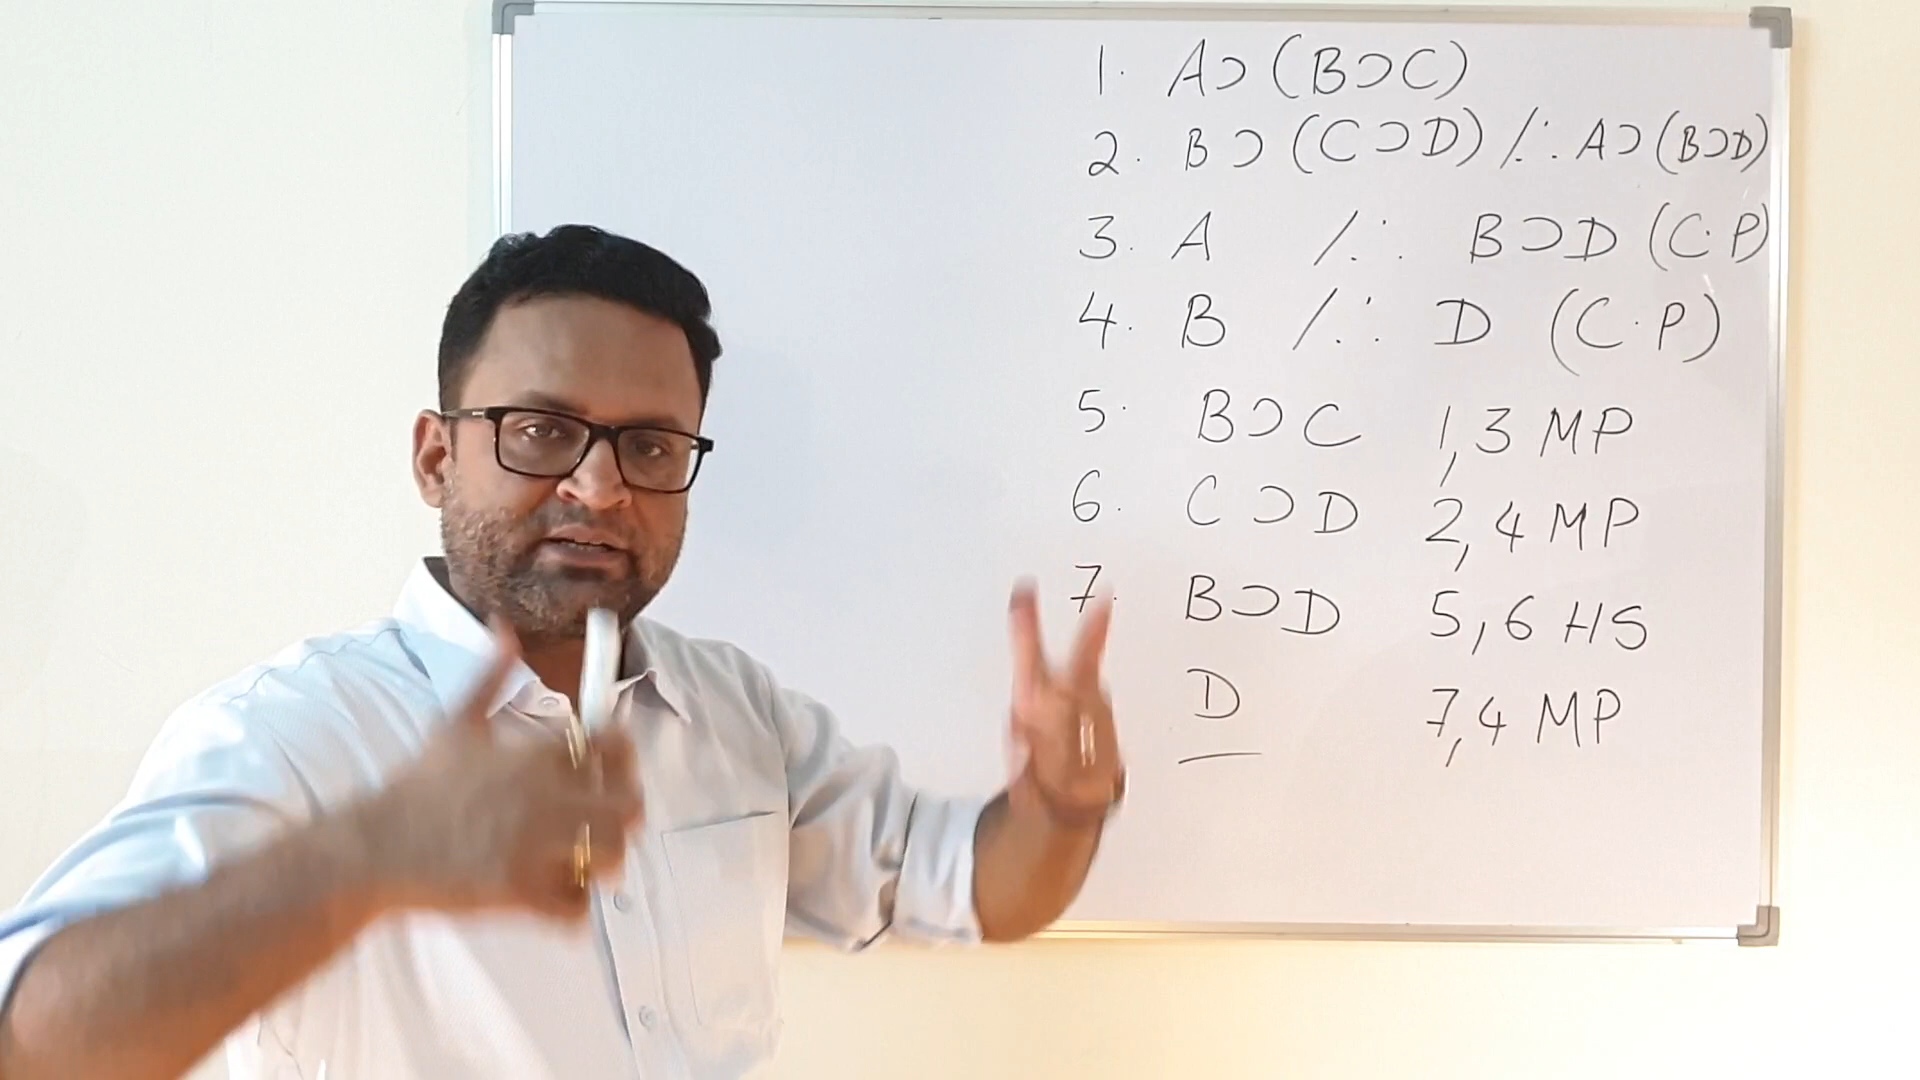 1. A⊃(B⊃C)
2. B⊃(C⊃D) /∴ A⊃(B⊃D)
3. A /∴ B⊃D (C.P)
4. B /∴ D (C.P)
5. B⊃C 1,3 MP
6. C⊃D 2,4 MP
7. B⊃D 5,6 HS
D 7,4 MP